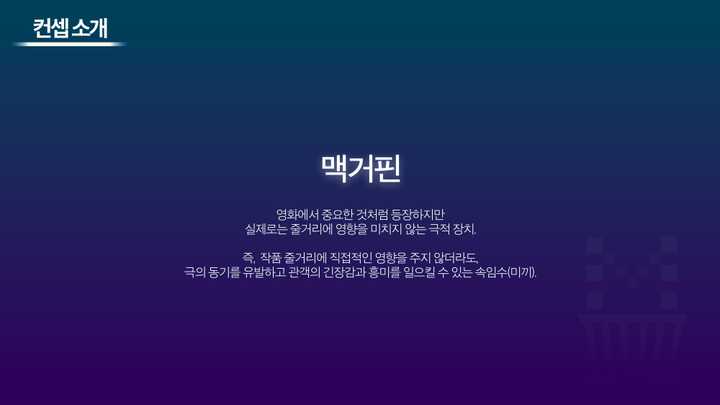 컨셉 소개
맥거핀
영화에서 중요한 것처럼 등장하지만
실제로는 줄거리에 영향을 미치지 않는 극적 장치.
즉, 작품 줄거리에 직접적인 영향을 주지 않더라도,
극의 동기를 유발하고 관객의 긴장감과 흥미를 일으킬 수 있는 속임수(미끼).